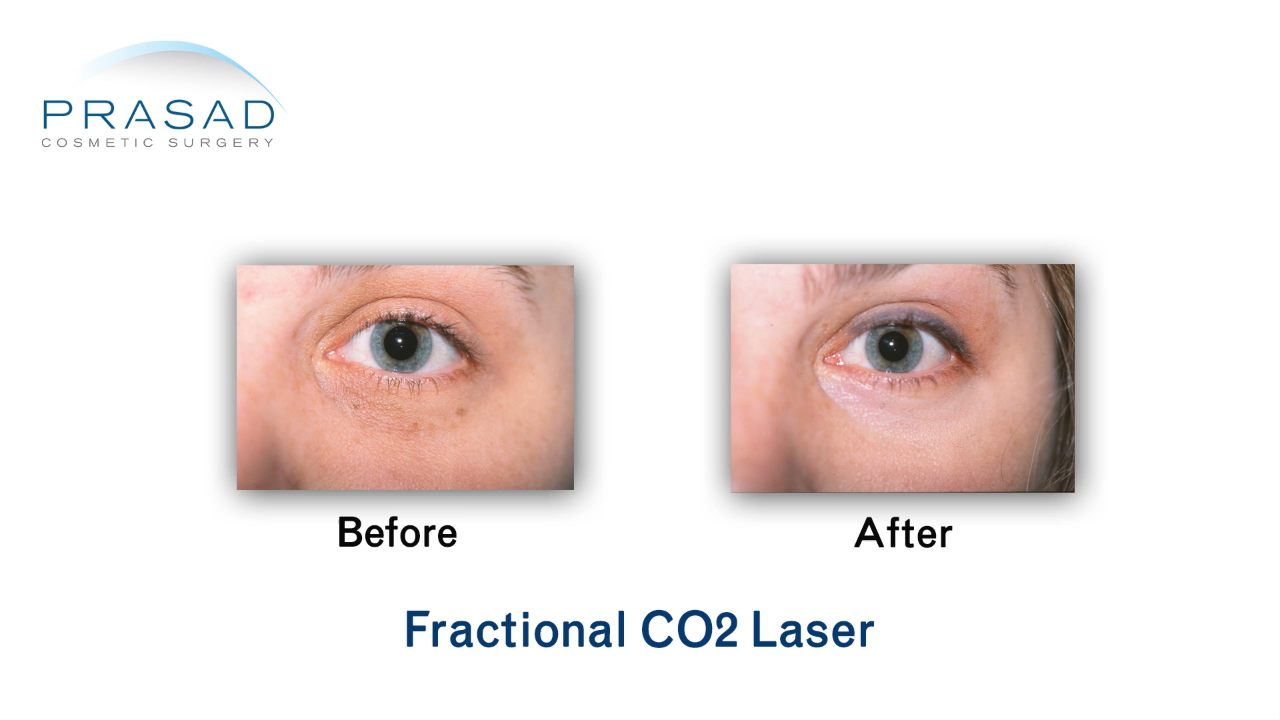 PRASAD
COSMETIC SURGERY
Before
After
Fractional CO2 Laser